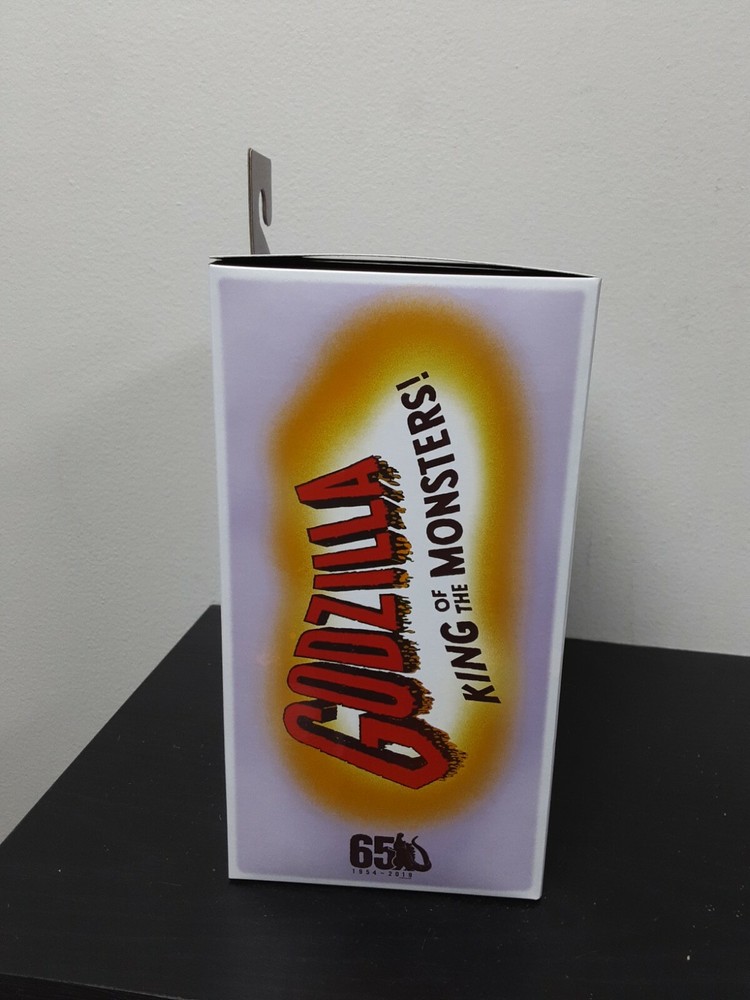 GODZILLA
KING OF THE MONSTERS!
65
1954-2019